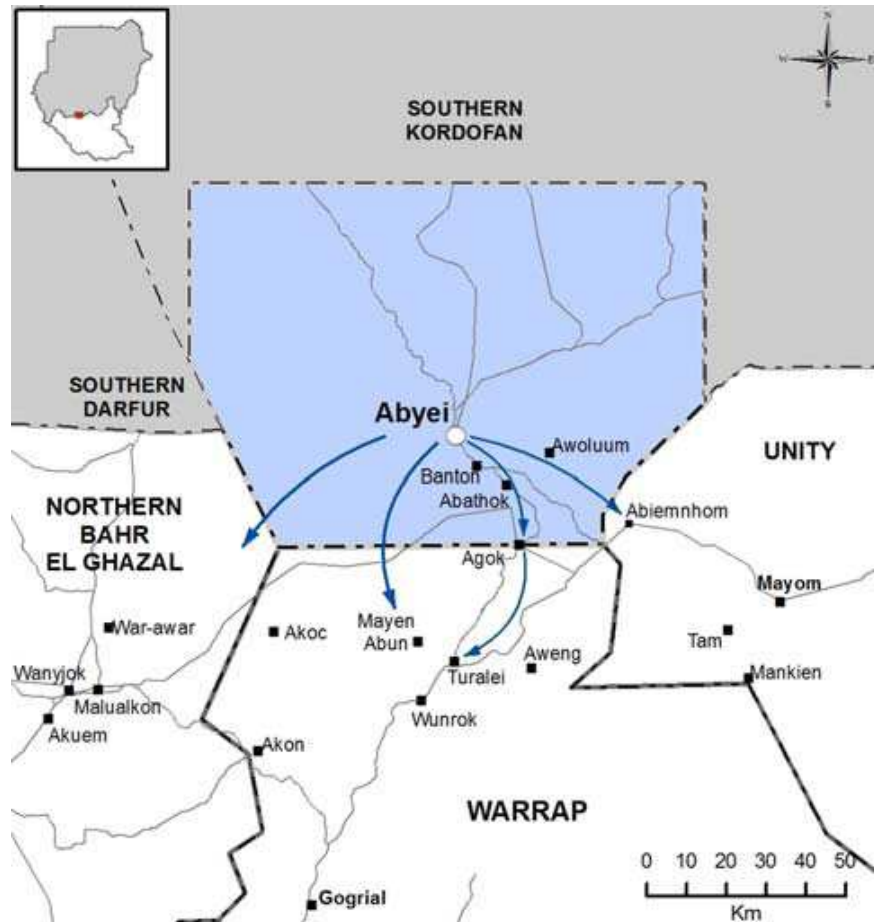 N
W E
S
SOUTHERN
KORDOFAN
SOUTHERN
DARFUR
Abyei
Awoluum
UNITY
Banton
Abathok
NORTHERN
BAHR
EL GHAZAL
Abiemnhom
Agok
Mayom
Mayen
Abun
War-awar
Akoc
Tam
Wanyjok
Turalei
Aweng
Mankien
Malualkon
Wunrok
Akuem
Akon
WARRAP
0 10 20 30 40 50
Km
Gogrial